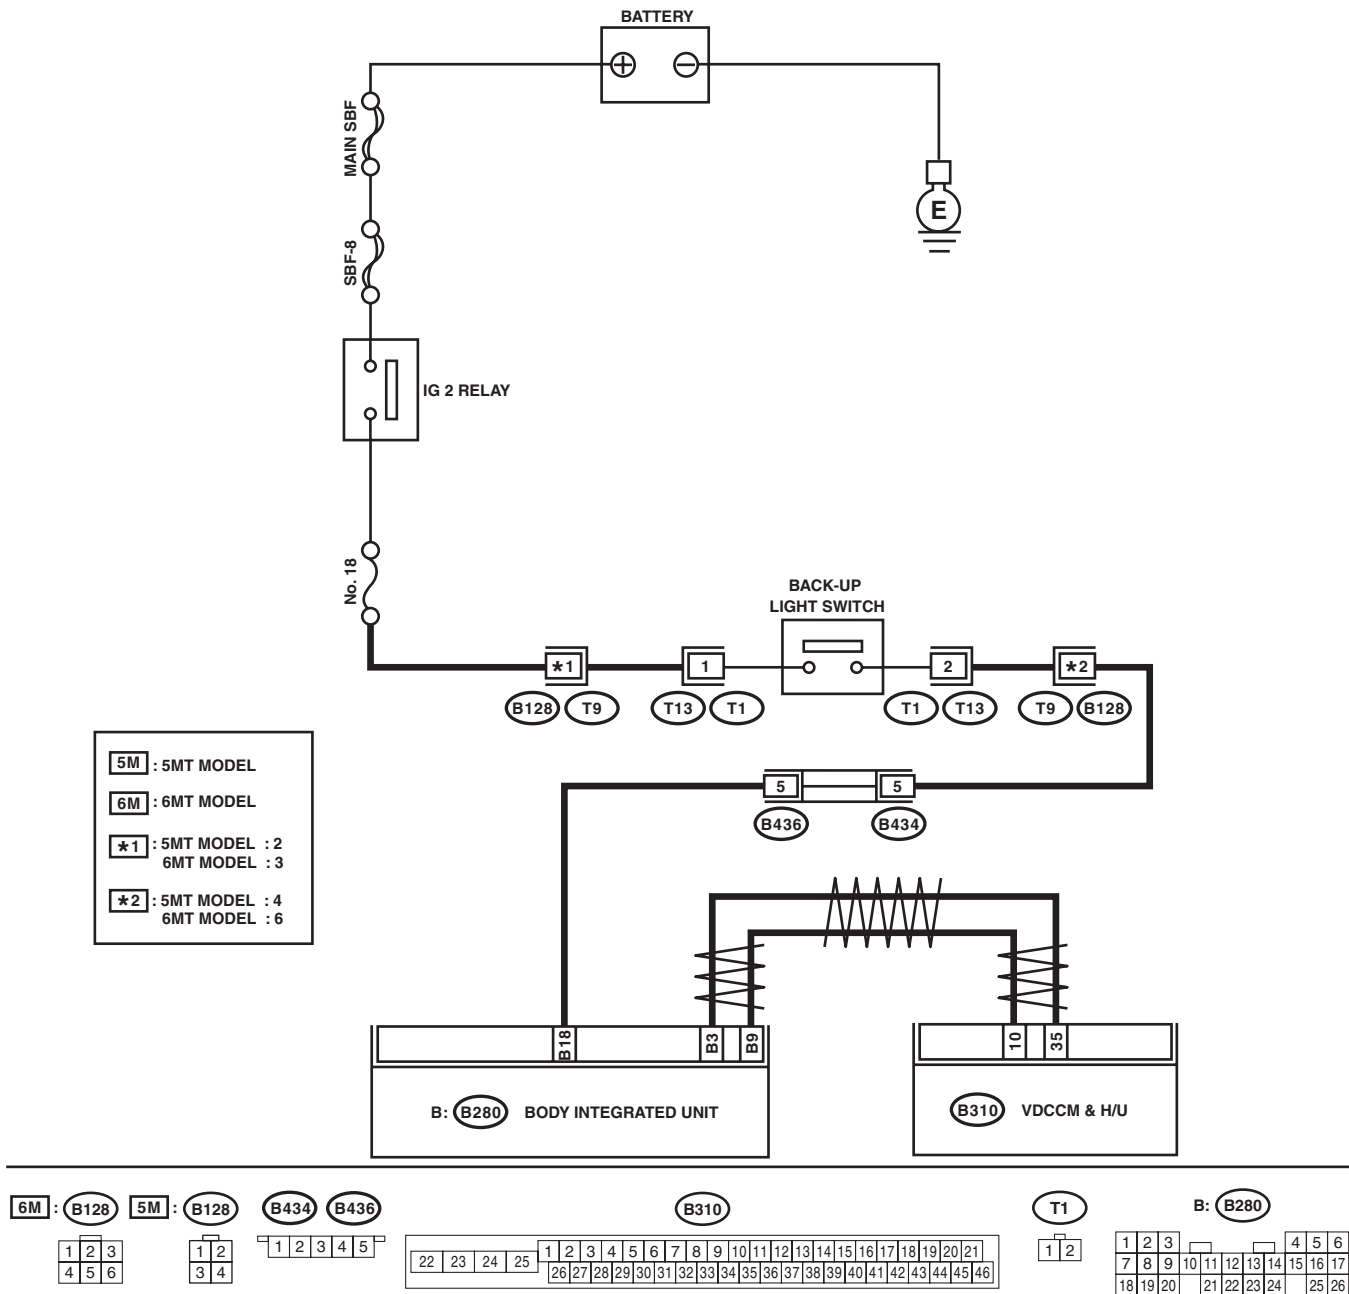 BATTERY
MAIN SBF
E
SBF-8
IG 2 RELAY
No. 18
BACK-UP
LIGHT SWITCH
*1 1 2 *2
B128 T9 T13 T1 T1 T13 T9 B128
5M : 5MT MODEL
6M : 6MT MODEL
*1 : 5MT MODEL : 2
6MT MODEL : 3
*2 : 5MT MODEL : 4
6MT MODEL : 6
5 5
B436 B434
B18 B3 B9 10 35
B: B280 BODY INTEGRATED UNIT
B310 VDCCM & H/U
6M : B128 5M : B128 B434 B436 B310 T1 B: B280
1 2 3
4 5 6
1 2
3 4
1 2 3 4 5
22 23 24 25
1 2 3 4 5 6 7 8 9 10 11 12 13 14 15 16 17 18 19 20 21
26 27 28 29 30 31 32 33 34 35 36 37 38 39 40 41 42 43 44 45 46
1 2
1 2 3 4 5 6
7 8 9 10 11 12 13 14 15 16 17
18 19 20 21 22 23 24 25 26